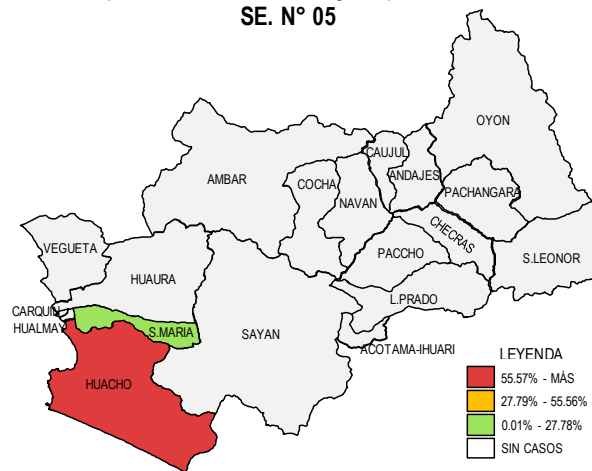 SE. N° 05
OYON
CAUJUL
ANDAJES
AMBAR
COCHA
NAVAN
PACHANGARA
CHECRAS
VEGUETA
PACCHO
S.LEONOR
HUAURA
L.PRADO
CARQUIN
HUALMAY
S.MARIA
SAYAN
ACOTAMA-IHUARI
HUACHO
LEYENDA
55.57% - MÁS
27.79% - 55.56%
0.01% - 27.78%
SIN CASOS